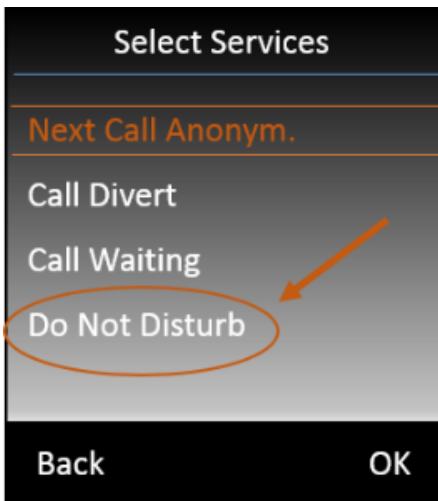 Select Services
Next Call Anonym.
Call Divert
Call Waiting
Do Not Disturb
Back OK